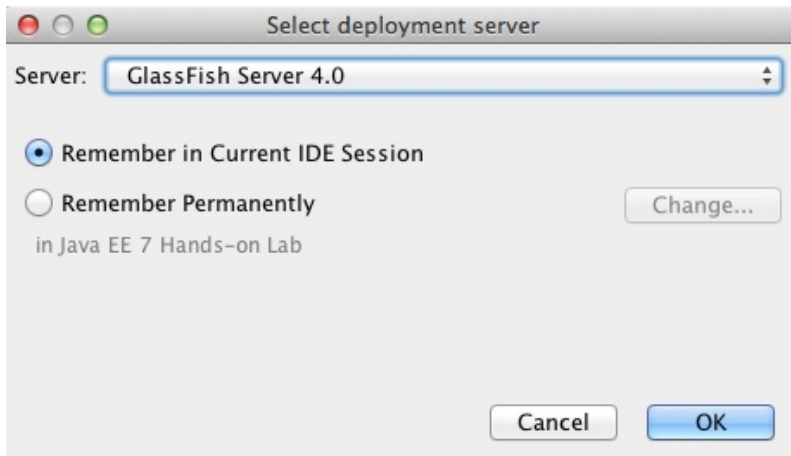 Select deployment server
Server: GlassFish Server 4.0
Remember in Current IDE Session
Remember Permanently
Change...
in Java EE 7 Hands-on Lab
Cancel OK